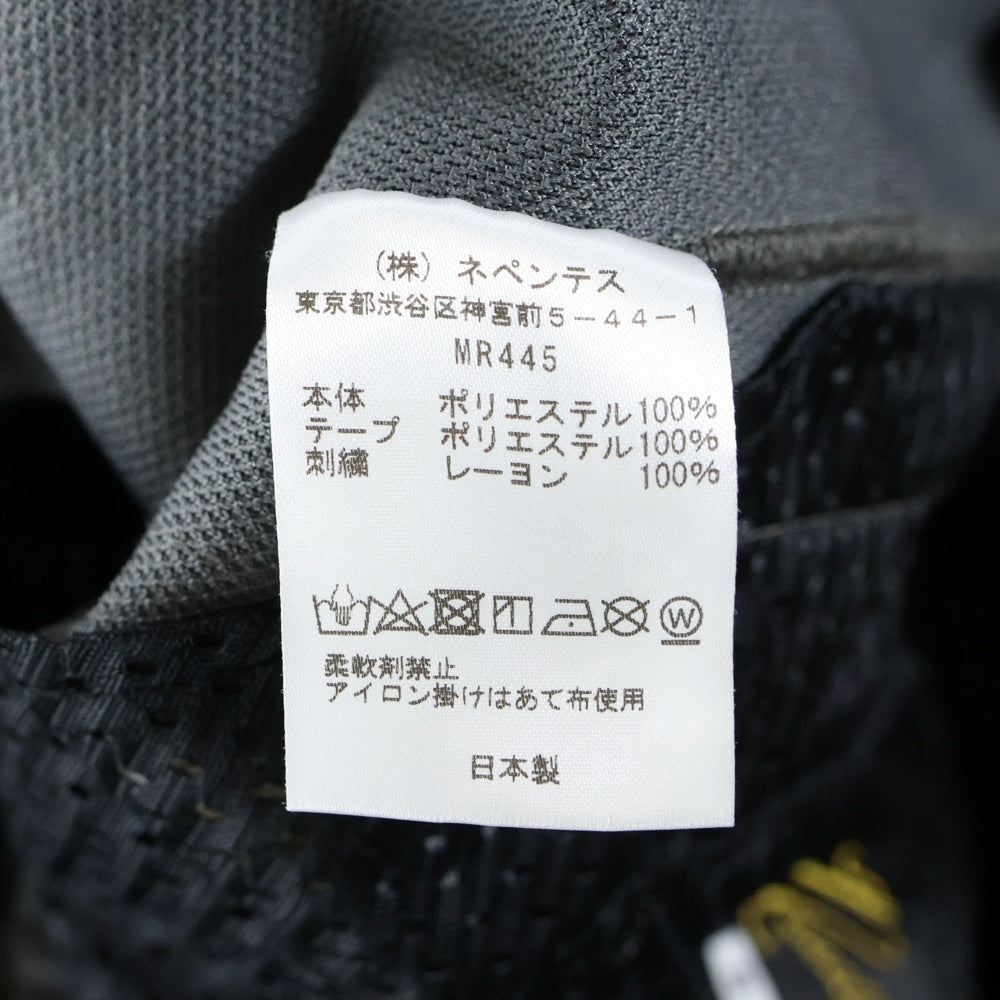 (株) ネペンテス
東京都渋谷区神宮前5-44-1
MR445
本体 ポリエステル100%
テープ ポリエステル100%
刺繍 レーヨン 100%
W
柔軟剤禁止
アイロン掛けはあて布使用
日本製